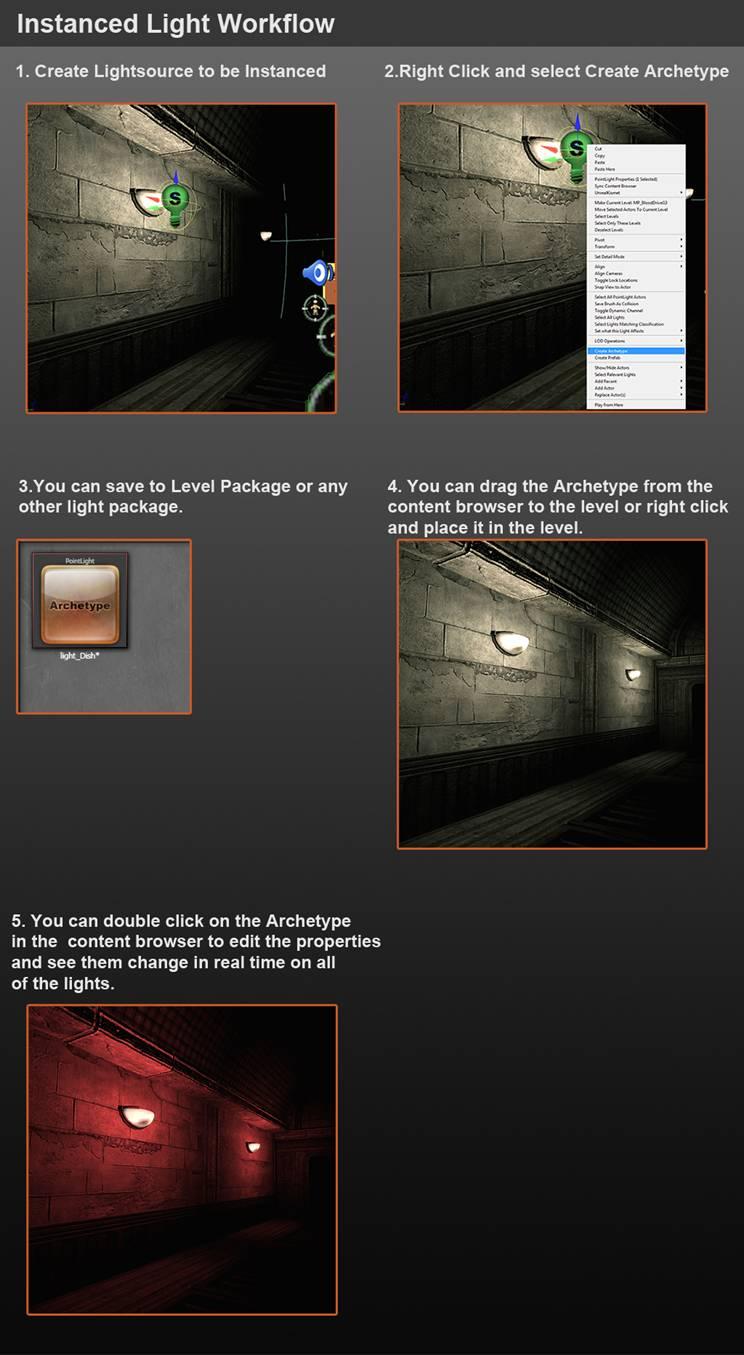 Instanced Light Workflow
1. Create Lightsource to be Instanced
2.Right Click and select Create Archetype
S
S
Cut
Copy
Paste
Paste Here
PointLight Properties (1 Selected)
Sync Content Browser
UnrealKismet
Make Current Level: MP_BloodDrive03
Move Selected Actors To Current Level
Select Levels
Select Only These Levels
Deselect Levels
Pivot
Transform
Set Detail Mode
Align
Align Cameras
Toggle Lock Locations
Snap View to Actor
Select All PointLight Actors
Save Brush As Collision
Toggle Dynamic Channel
Select All Lights
Select Lights Matching Classification
Set what this Light Affects
LOD Operations
Create Archetype
Create Prefab
Show/Hide Actors
Select Relevant Lights
Add Recent
Add Actor
Replace Actor(s)
Play from Here
3.You can save to Level Package or any
other light package.
PointLight
Archetype
light_Dish*
4. You can drag the Archetype from the
content browser to the level or right click
and place it in the level.
5. You can double click on the Archetype
in the  content browser to edit the properties
and see them change in real time on all
of the lights.